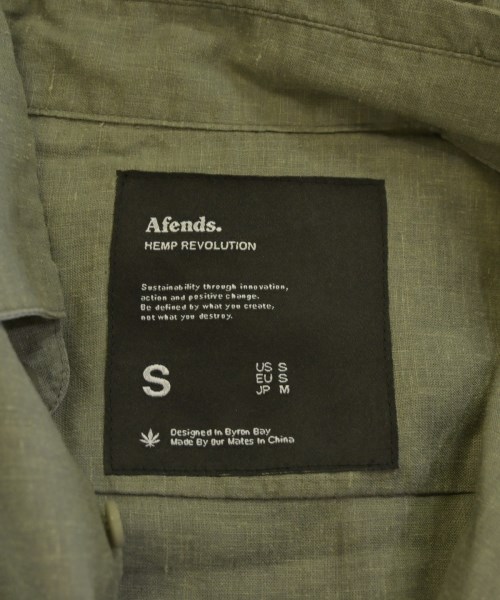 Afends.
HEMP REVOLUTION
Sustainability through innovation,
action and positive change.
Be defined by what you create,
not what you destroy.
S
US S
EU S
JP M
Designed In Byron Bay
Made By Our Mates In China